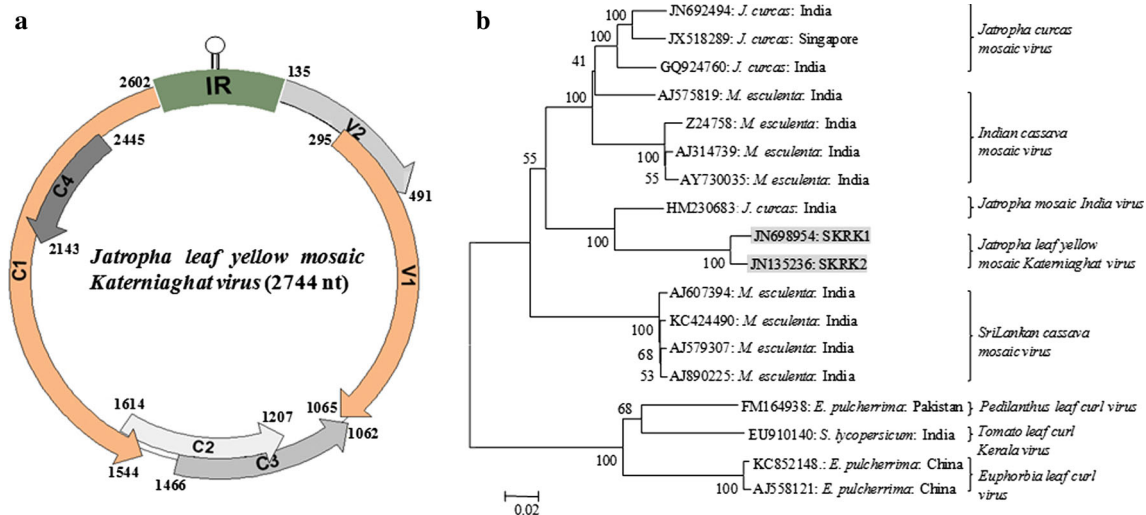 a
IR
2602
135
V2
2445
295
C4
491
2143
Jatropha leaf yellow mosaic
Katerniaghat virus (2744 nt)
C1
V1
1614
1207
1065
1062
C2
C3
1544
1466
b
JN692494: J. curcas: India
JX518289: J. curcas: Singapore
GQ924760: J. curcas: India
Jatropha curcas
mosaic virus
AJ575819: M. esculenta: India
Z24758: M. esculenta: India
AJ314739: M. esculenta: India
AY730035: M. esculenta: India
Indian cassava
mosaic virus
HM230683: J. curcas: India
Jatropha mosaic India virus
JN698954: SKRK1
JN135236: SKRK2
Jatropha leaf yellow
mosaic Katerniaghat virus
AJ607394: M. esculenta: India
KC424490: M. esculenta: India
AJ579307: M. esculenta: India
AJ890225: M. esculenta: India
SriLankan cassava
mosaic virus
FM164938: E. pulcherrima: Pakistan
Pedilanthus leaf curl virus
EU910140: S. lycopersicum: India
Tomato leaf curl
Kerala virus
KC852148.: E. pulcherrima: China
AJ558121: E. pulcherrima: China
Euphorbia leaf curl
virus
100
100
41
100
100
55
55
100
100
100
68
53
68
100
100
0.02